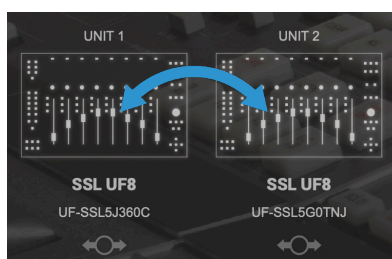 UNIT 1
UNIT 2
SSL UF8
SSL UF8
UF-SSL5J360C
UF-SSL5G0TNJ